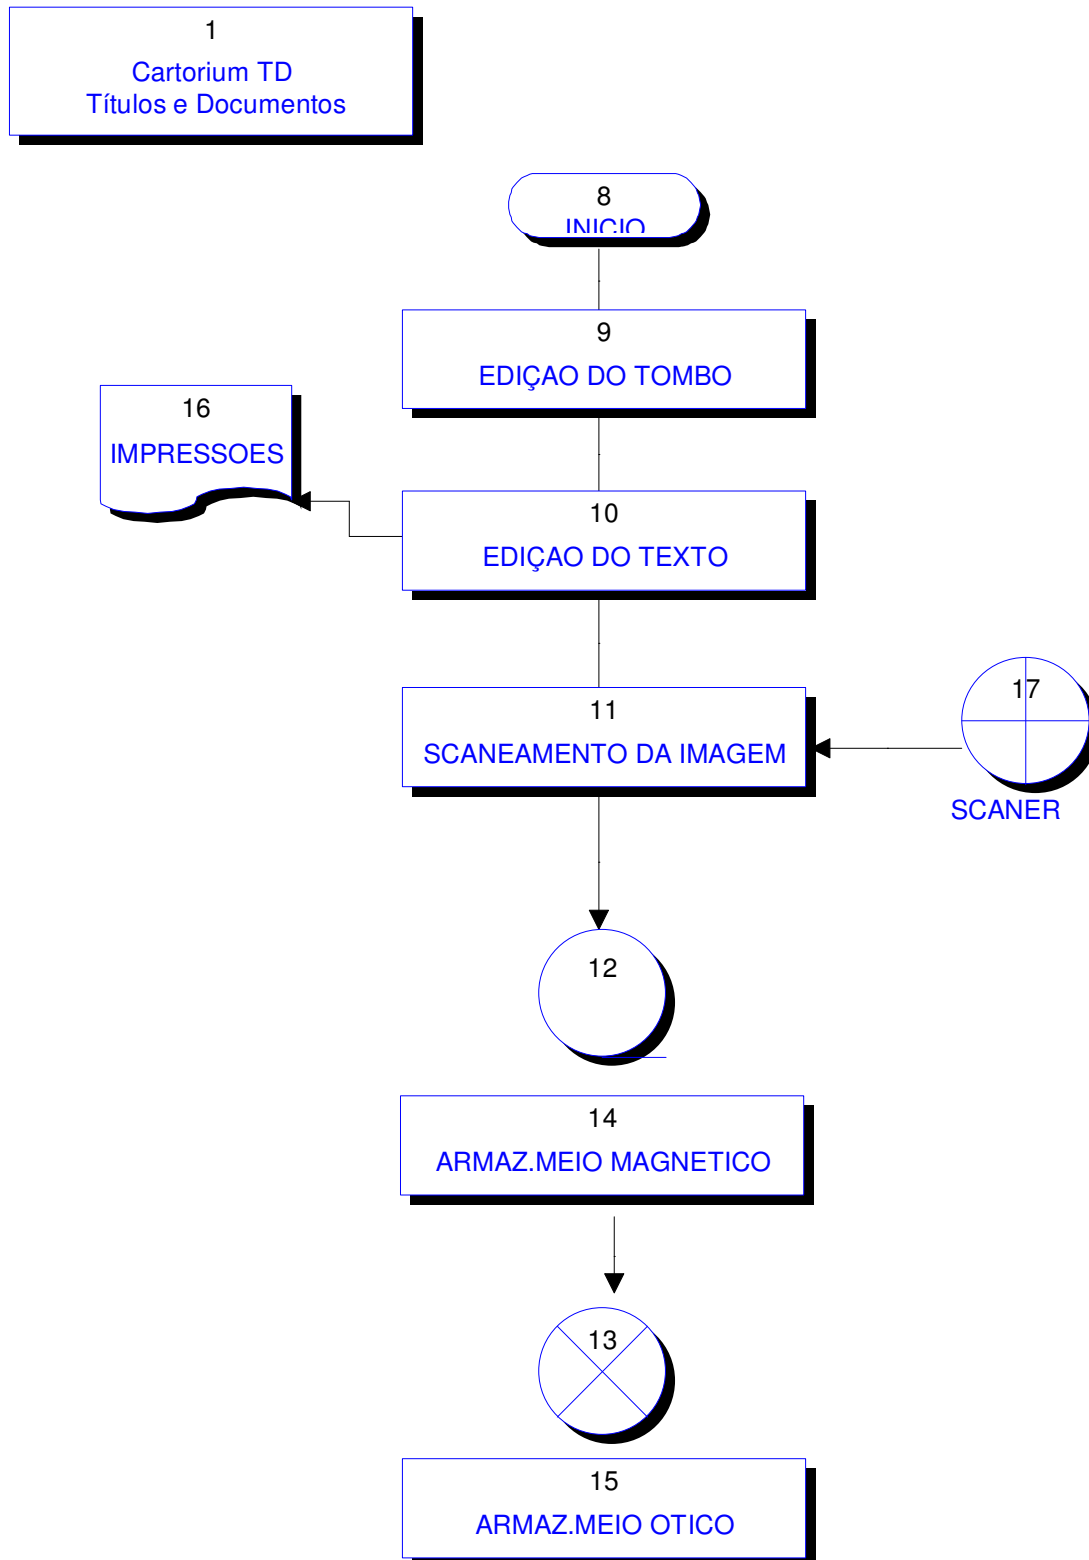 1
Cartorium TD
Títulos e Documentos
8
INICIO
9
EDIÇAO DO TOMBO
16
IMPRESSOES
10
EDIÇAO DO TEXTO
17
11
SCANEAMENTO DA IMAGEM
SCANER
12
14
ARMAZ.MEIO MAGNETICO
13
15
ARMAZ.MEIO OTICO